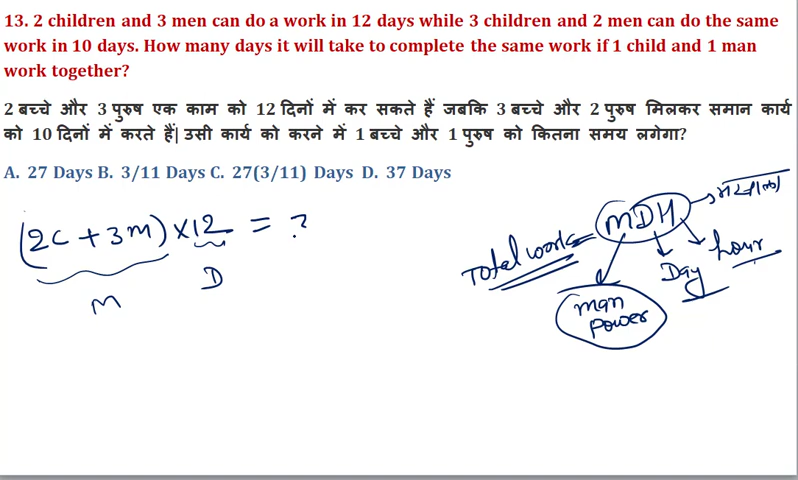 13. 2 children and 3 men can do a work in 12 days while 3 children and 2 men can do the same
work in 10 days. How many days it will take to complete the same work if 1 child and 1 man
work together?
2 बच्चे और 3 पुरुष एक काम को 12 दिनों में कर सकते हैं जबकि 3 बच्चे और 2 पुरुष मिलकर समान कार्य
को 10 दिनों में करते हैं| उसी कार्य को करने में 1 बच्चे और 1 पुरुष को कितना समय लगेगा?
A. 27 Days B. 3/11 Days C. 27(3/11) Days D. 37 Days
(2C + 3M) × 12 = ?
M
D
Total work = MDH
hour
Day
man
power